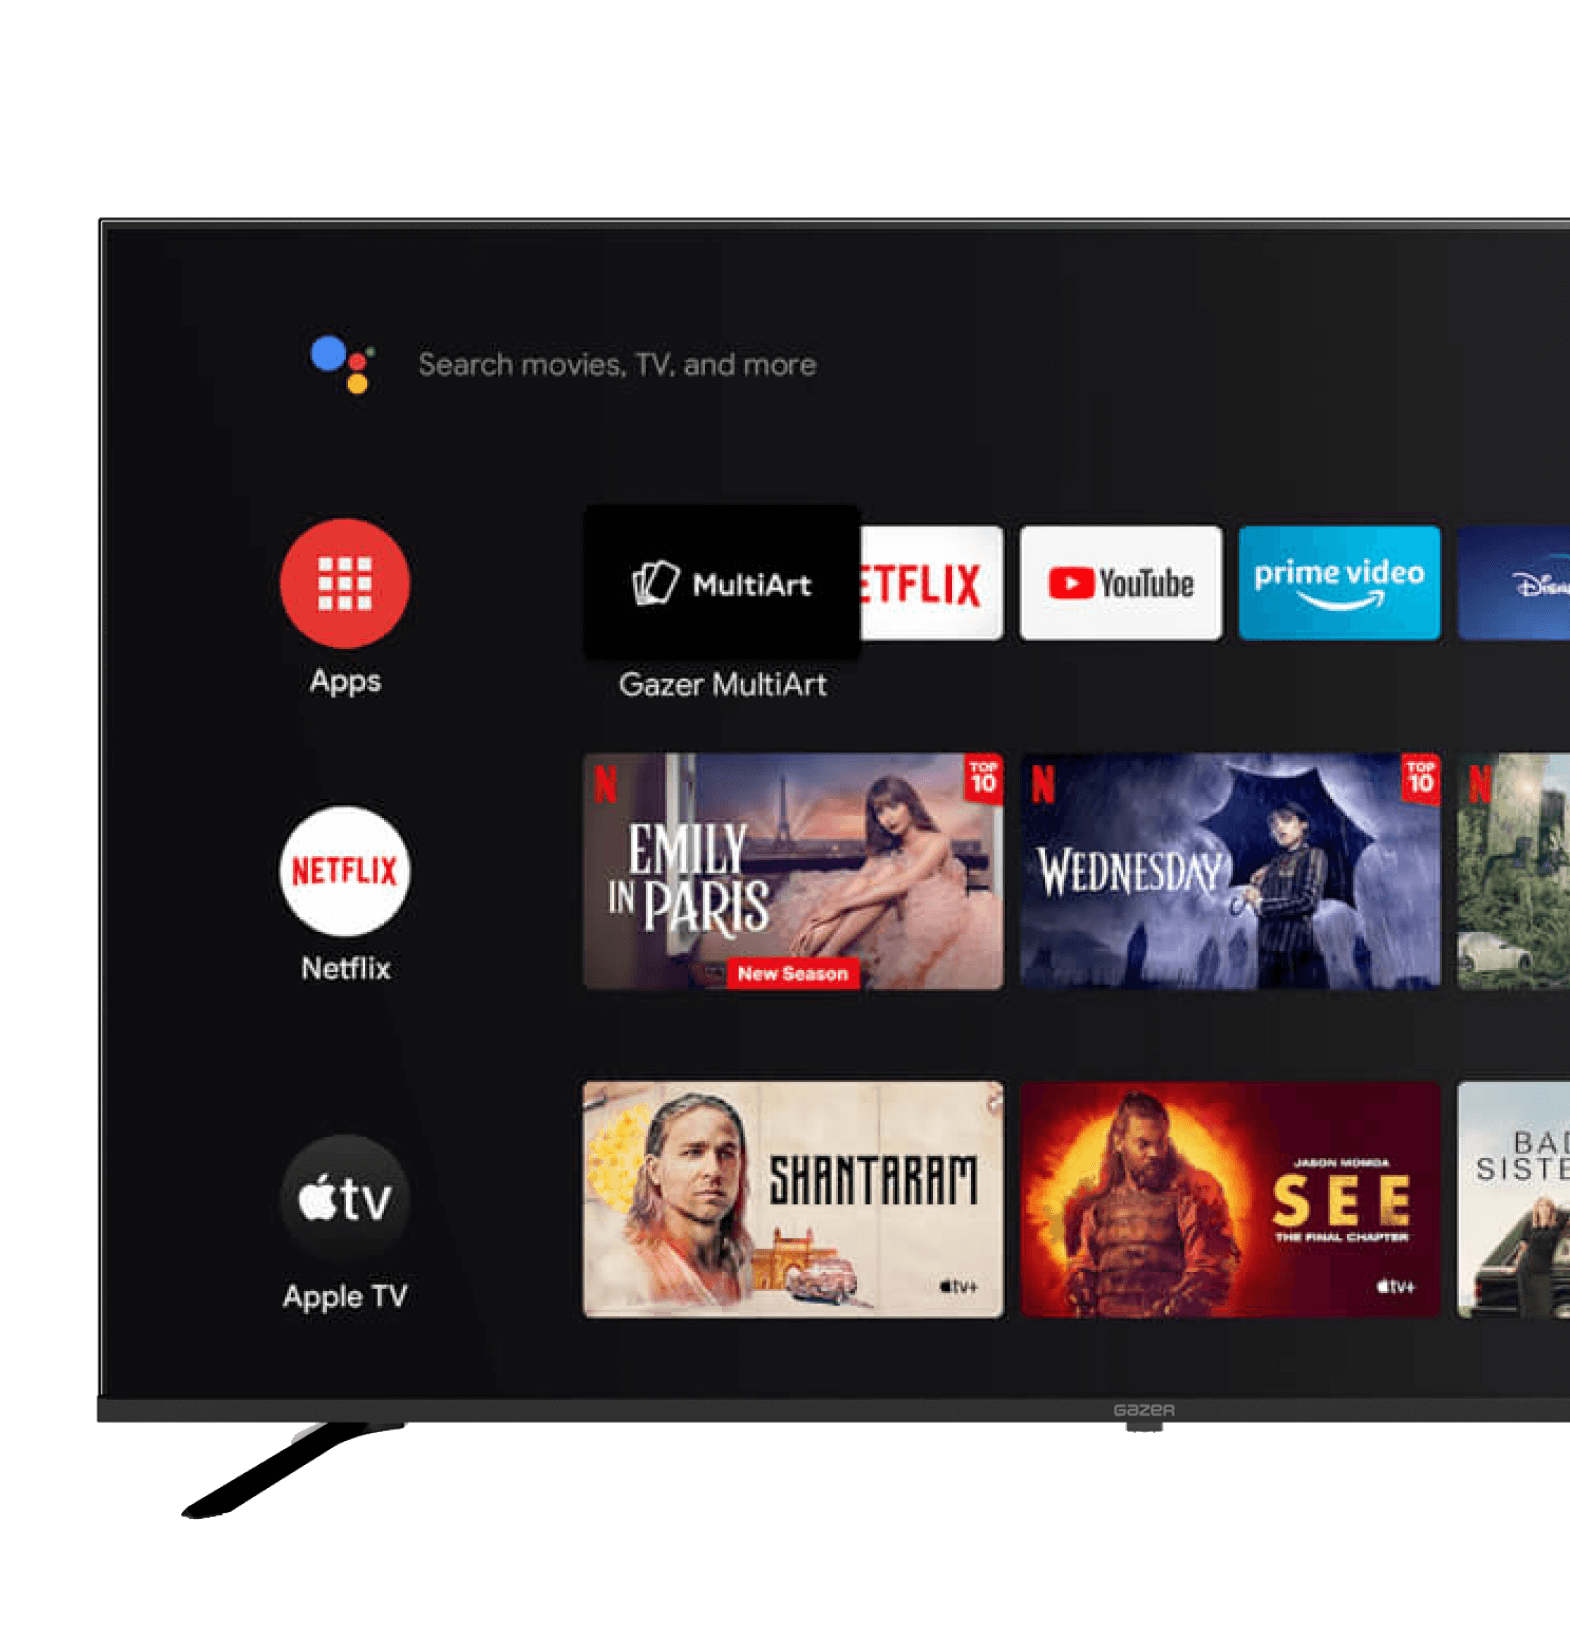 Search movies, TV, and more
MultiArt
ETFLIX
YouTube
prime video
Gazer MultiArt
Apps
N
TOP
10
EMILY
IN PARIS
New Season
N
TOP
10
WEDNESDAY
N
NETFLIX
Netflix
SHANTARAM
tv+
JASON MOMOA
SEE
THE FINAL CHAPTER
tv+
BAD
SISTE
tv
Apple TV
GAZER